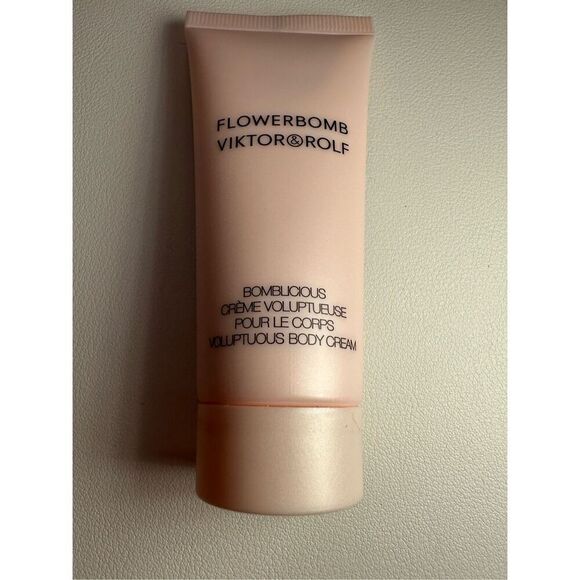 FLOWERBOMB
VIKTOR&ROLF
BOMBLICIOUS
CRÈME VOLUPTUEUSE
POUR LE CORPS
VOLUPTUOUS BODY CREAM